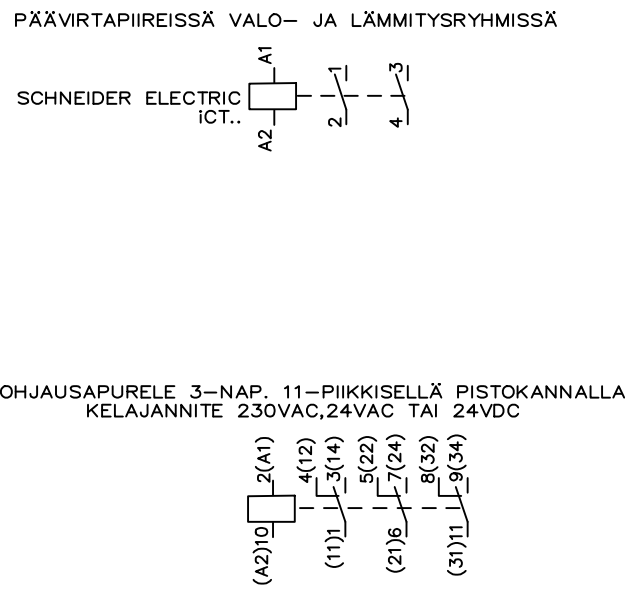 PÄÄVIRTAPIIREISSÄ VALO- JA LÄMMITYSRYHMISSÄ
A1
1
3
SCHNEIDER ELECTRIC
iCT..
A2
2
4
OHJAUSAPURELE 3-NAP. 11-PIIKKISELLÄ PISTOKANNALLA
KELAJANNITE 230VAC,24VAC TAI 24VDC
2(A1)
4(12)
3(14)
5(22)
7(24)
8(32)
9(34)
(A2)10
(11)1
(21)6
(31)11